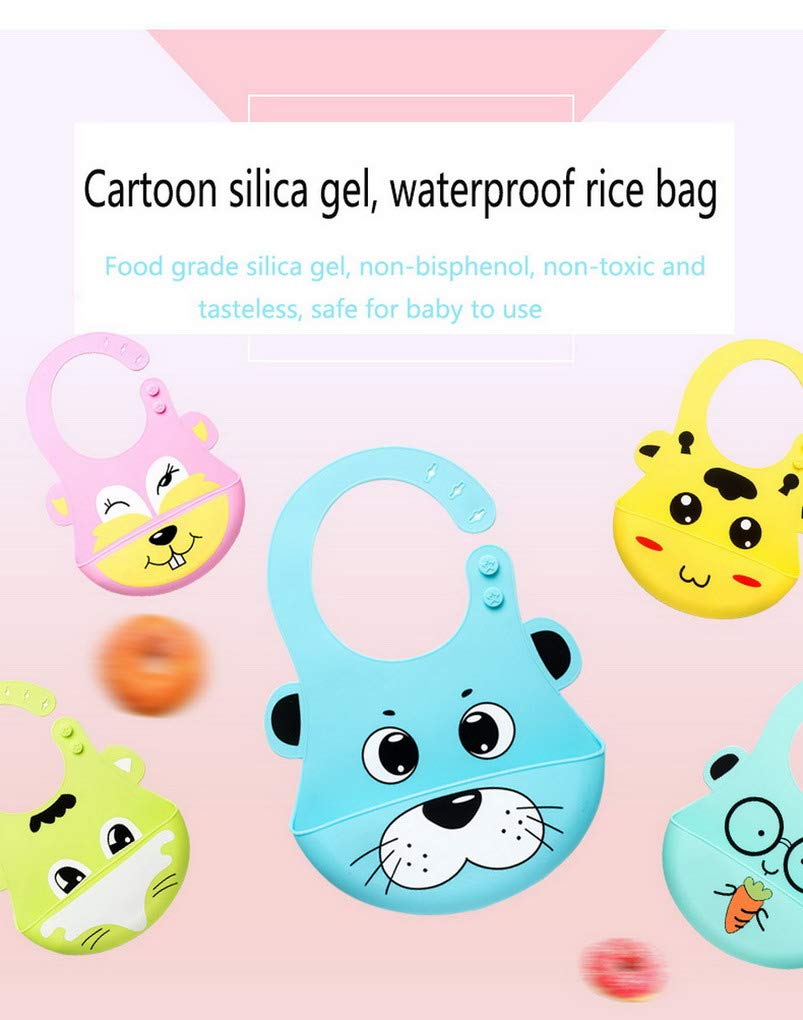 Cartoon silica gel, waterproof rice bag
Food grade silica gel, non-bisphenol, non-toxic and
tasteless, safe for baby to use